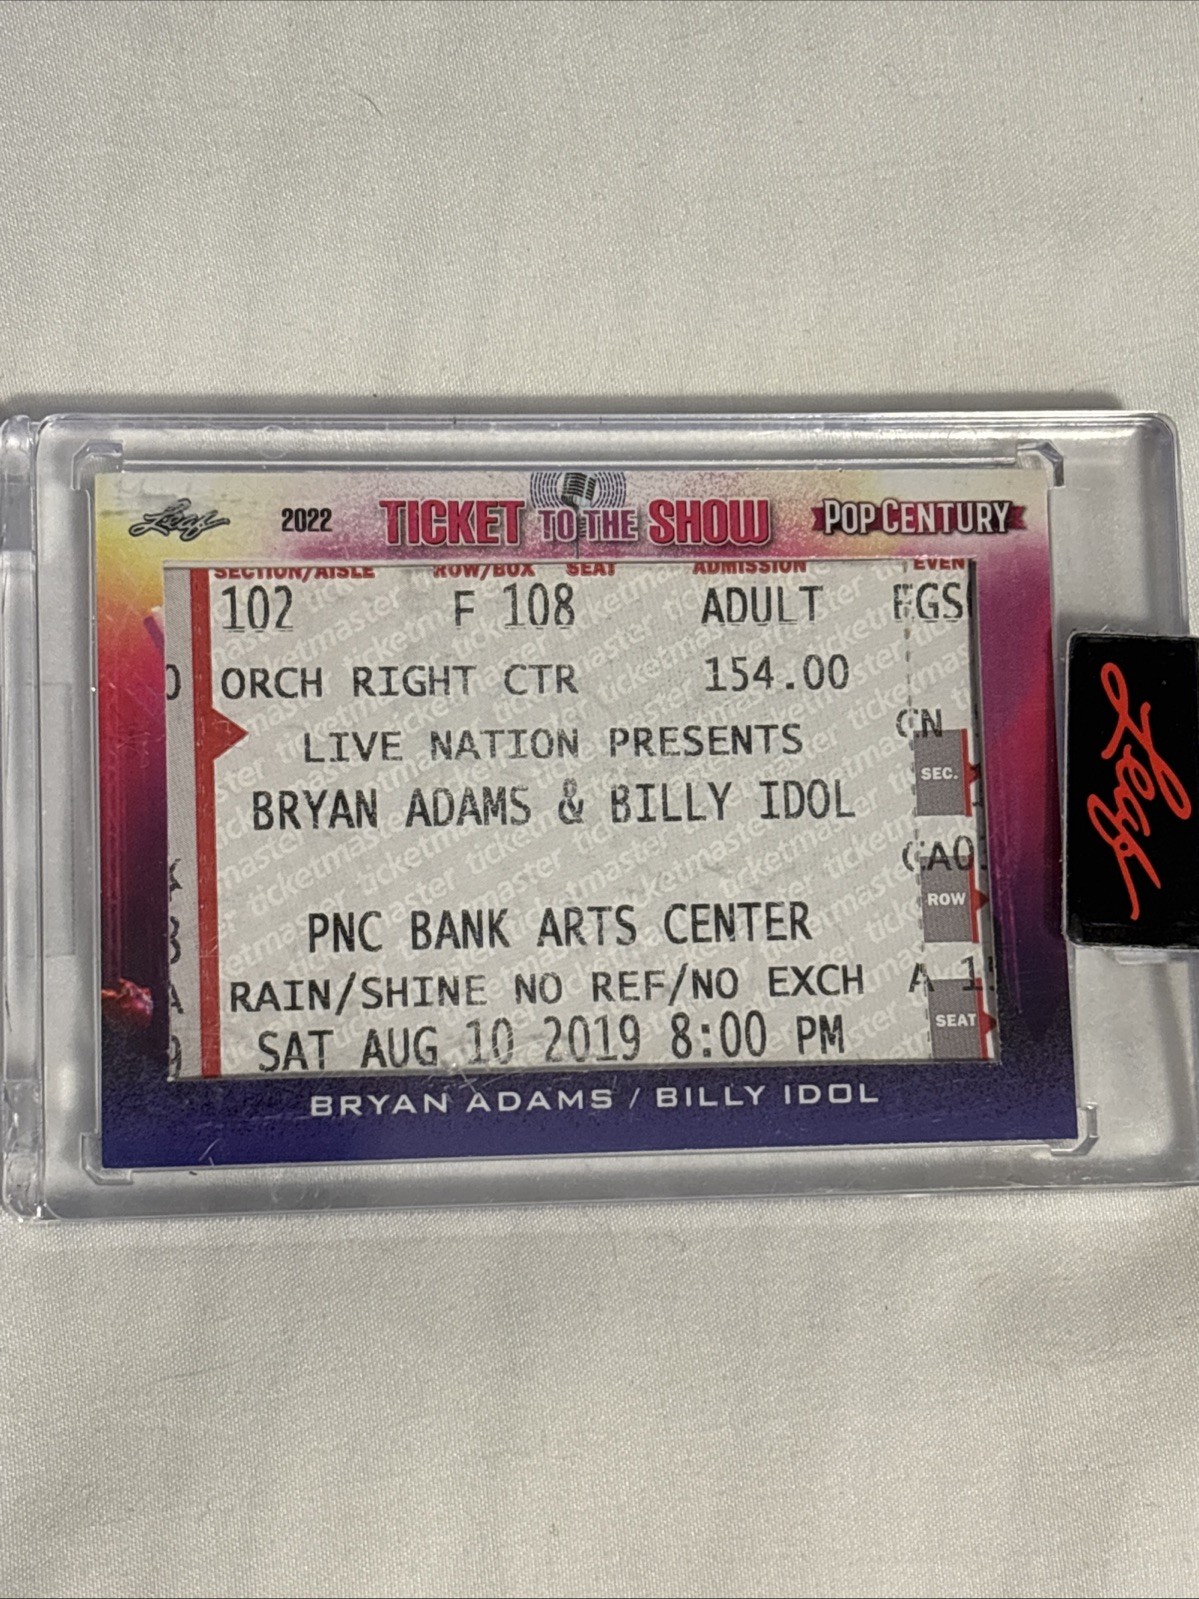 Leaf 2022 TICKET TO THE SHOW POP CENTURY
SECTION/AISLE ROW/BOX SEAT ADMISSION EVEN
102 F 108 ADULT EGS
ORCH RIGHT CTR 154.00
LIVE NATION PRESENTS CN
SEC.
BRYAN ADAMS & BILLY IDOL
CA0
ROW
PNC BANK ARTS CENTER
RAIN/SHINE NO REF/NO EXCH A 1
SEAT
SAT AUG 10 2019 8:00 PM
BRYAN ADAMS / BILLY IDOL
Leaf
ticketmaster